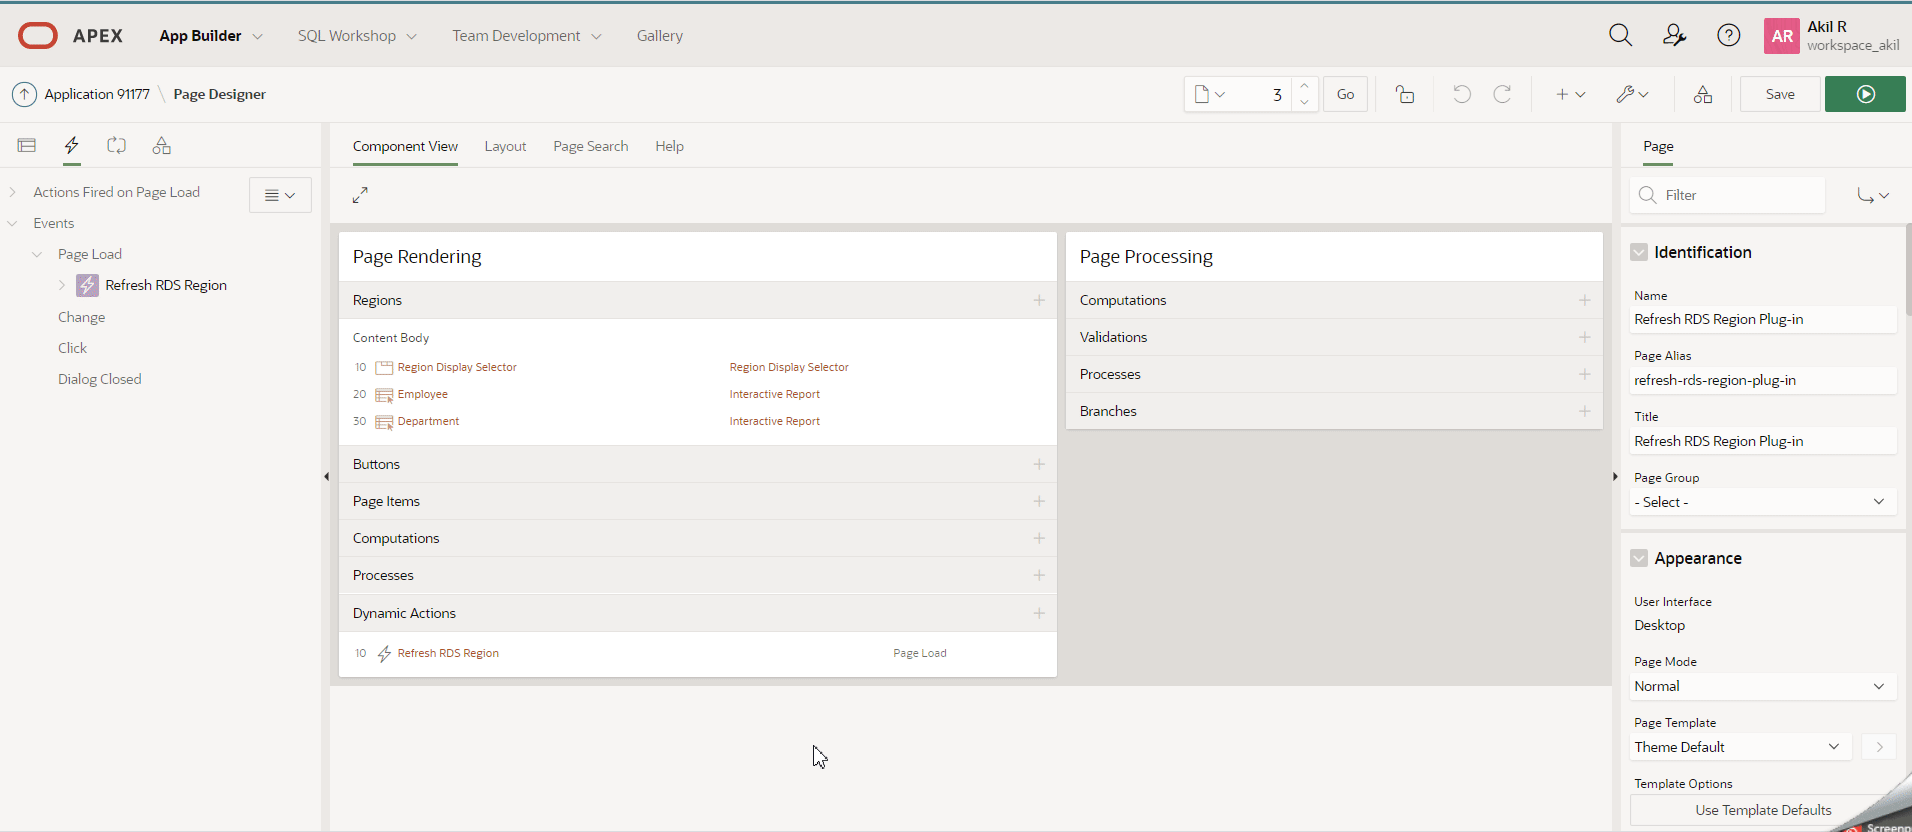 APEX App Builder SQL Workshop Team Development Gallery AR Akil R
workspace_akil
Application 91177 \ Page Designer 3 Go Save
Component View Layout Page Search Help Page
Actions Fired on Page Load
Events
Page Load
Refresh RDS Region
Change
Click
Dialog Closed
Page Rendering
Regions
Content Body
10 Region Display Selector Region Display Selector
20 Employee Interactive Report
30 Department Interactive Report
Buttons
Page Items
Computations
Processes
Dynamic Actions
10 Refresh RDS Region Page Load
Page Processing
Computations
Validations
Processes
Branches
Filter
Identification
Name
Refresh RDS Region Plug-in
Page Alias
refresh-rds-region-plug-in
Title
Refresh RDS Region Plug-in
Page Group
- Select -
Appearance
User Interface
Desktop
Page Mode
Normal
Page Template
Theme Default
Template Options
Use Template Defaults